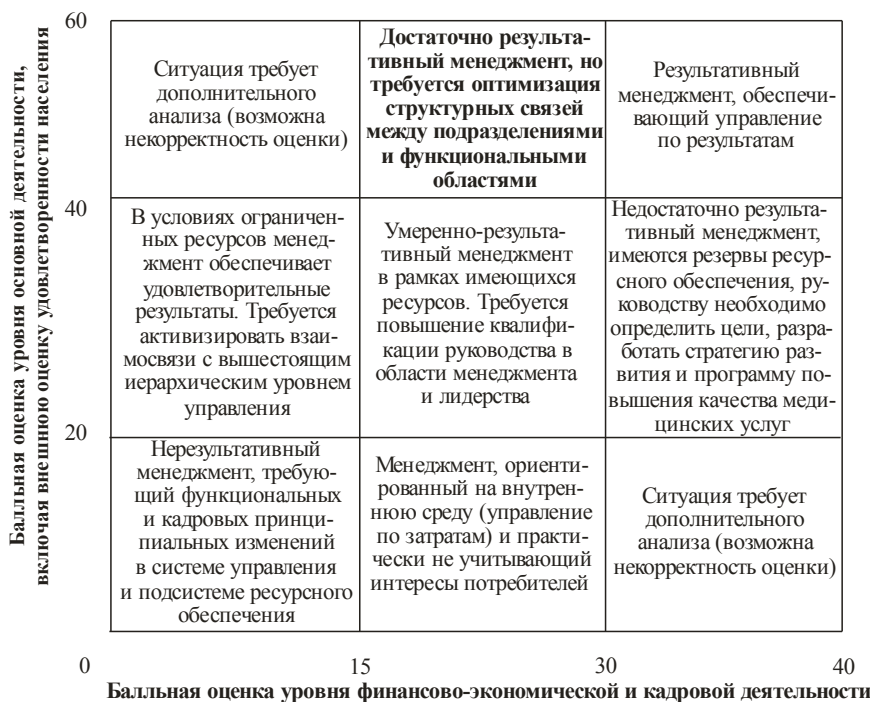 Балльная оценка уровня основной деятельности,
включая внешнюю оценку удовлетворенности населения
60
Ситуация требует
дополнительного
анализа (возможна
некорректность оценки)
Достаточно результа-
тивный менеджмент, но
требуется оптимизация
структурных связей
между подразделениями
и функциональными
областями
Результативный
менеджмент, обеспечи-
вающий управление
по результатам
40
В условиях ограничен-
ных ресурсов менед-
жмент обеспечивает
удовлетворительные
результаты. Требуется
активизировать взаи-
мосвязи с вышестоящим
иерархическим уровнем
управления
Умеренно-результа-
тивный менеджмент
в рамках имеющихся
ресурсов. Требуется
повышение квалифи-
кации руководства в
области менеджмента
и лидерства
Недостаточно результа-
тивный менеджмент,
имеются резервы ресур-
сного обеспечения, ру-
ководству необходимо
определить цели, разра-
ботать стратегию раз-
вития и программу по-
вышения качества меди-
цинских услуг
20
Нерезультативный
менеджмент, требую-
щий функциональных
и кадровых принци-
пиальных изменений
в системе управления
и подсистеме ресурсного
обеспечения
Менеджмент, ориенти-
рованный на внутрен-
нюю среду (управление
по затратам) и практи-
чески не учитывающий
интересы потребителей
Ситуация требует
дополнительного
анализа (возможна
некорректность оценки)
0 15 30 40
Балльная оценка уровня финансово-экономической и кадровой деятельности